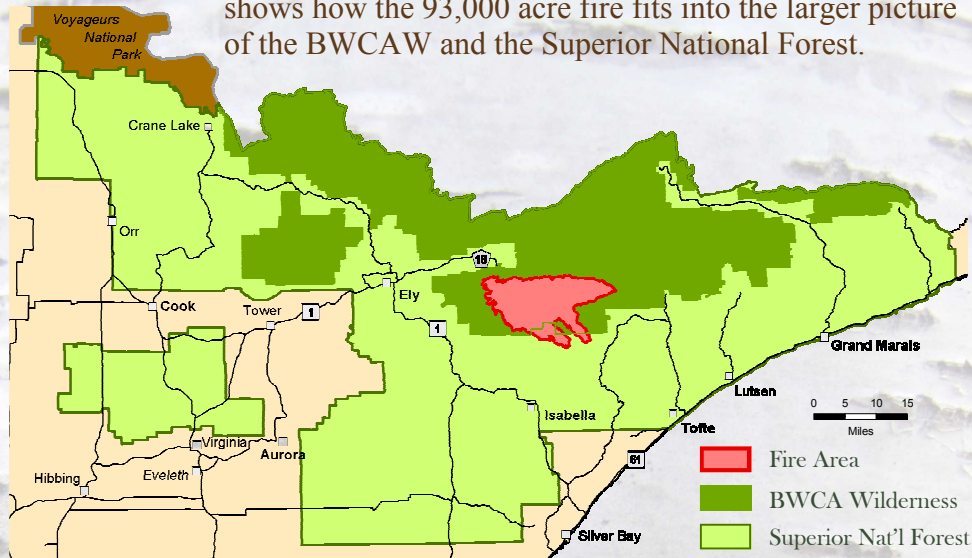 shows how the 93,000 acre fire fits into the larger picture
of the BWCAW and the Superior National Forest.
Voyageurs
National
Park
Crane Lake
Orr
18
Ely
Cook
Tower
1
1
Grand Marais
Lutsen
0 5 10 15
Miles
Isabella
Tofte
Virginia
Aurora
61
Eveleth
Hibbing
Silver Bay
Fire Area
BWCA Wilderness
Superior Nat'l Forest